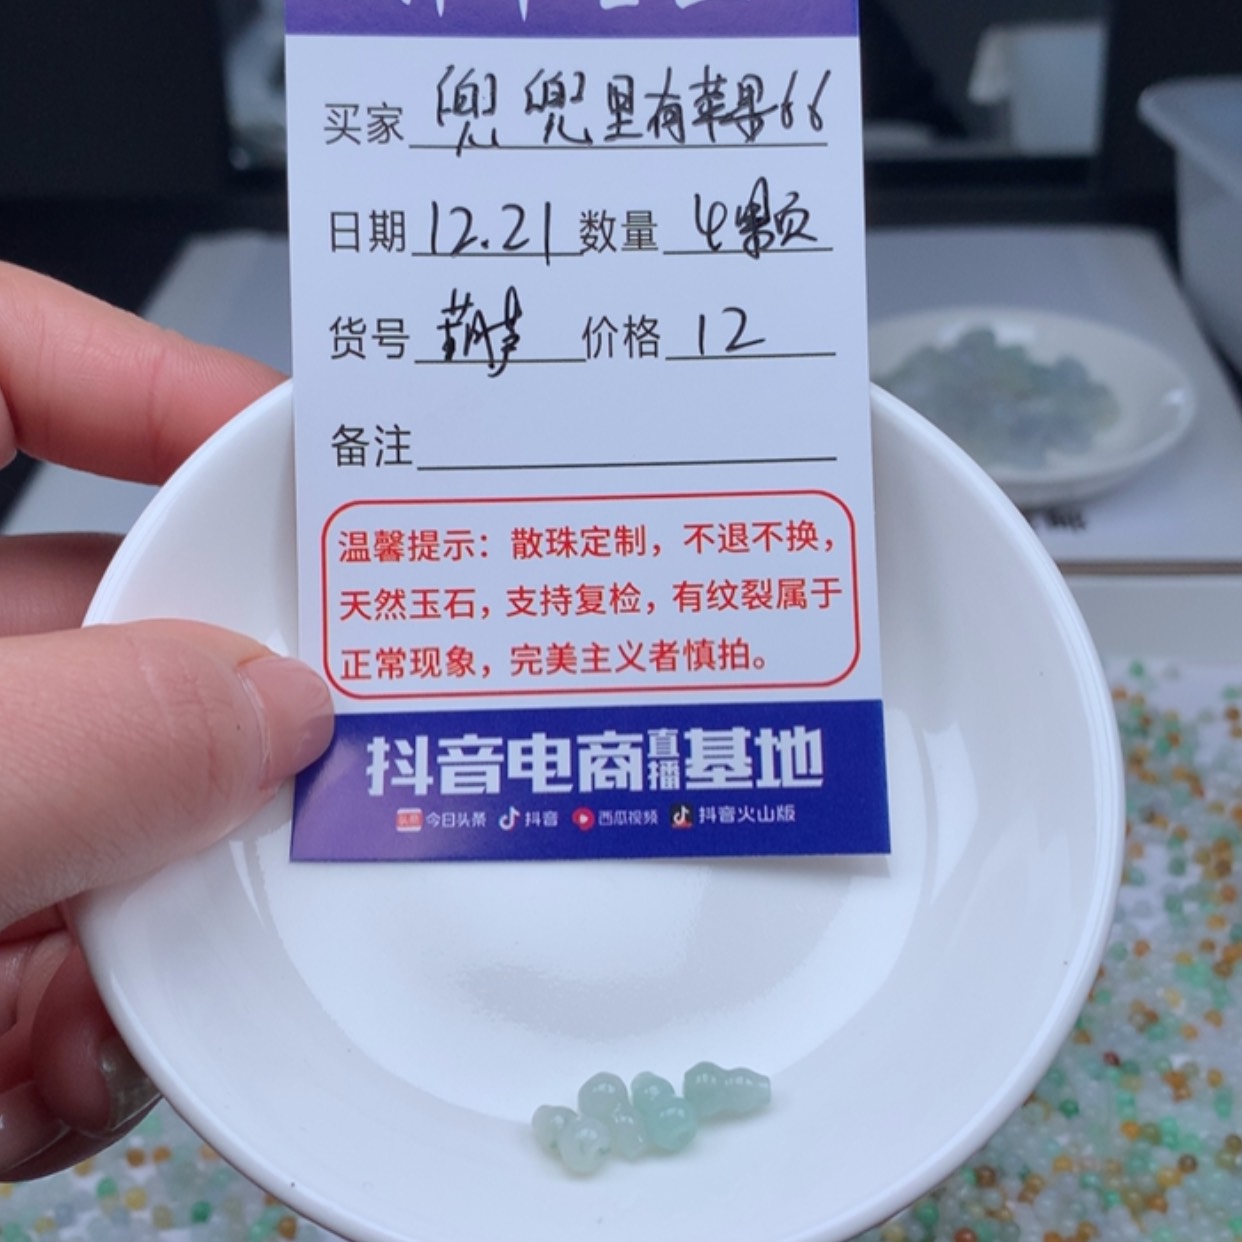 买家 兜兜里有苹果66
日期 12.21 数量 4颗
货号 葫芦 价格 12
备注
温馨提示：散珠定制，不退不换，
天然玉石，支持复检，有纹裂属于
正常现象，完美主义者慎拍。
抖音电商直播基地
头条 今日头条 抖音 西瓜视频 抖音火山版